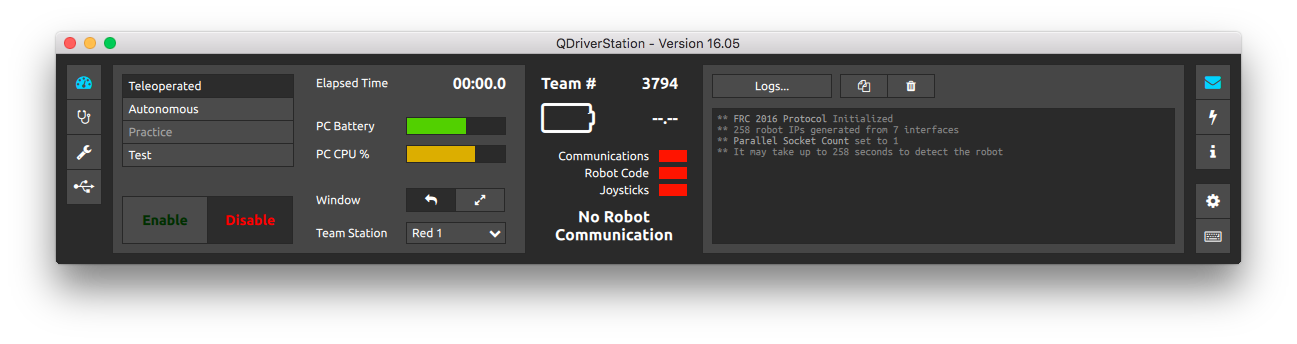 QDriverStation - Version 16.05
Teleoperated
Autonomous
Practice
Test
Enable
Disable
Elapsed Time
00:00.0
PC Battery
PC CPU %
Window
Team Station
Red 1
Team #
3794
--.--
Communications
Robot Code
Joysticks
No Robot
Communication
Logs...
** FRC 2016 Protocol Initialized
** 258 robot IPs generated from 7 interfaces
** Parallel Socket Count set to 1
** It may take up to 258 seconds to detect the robot